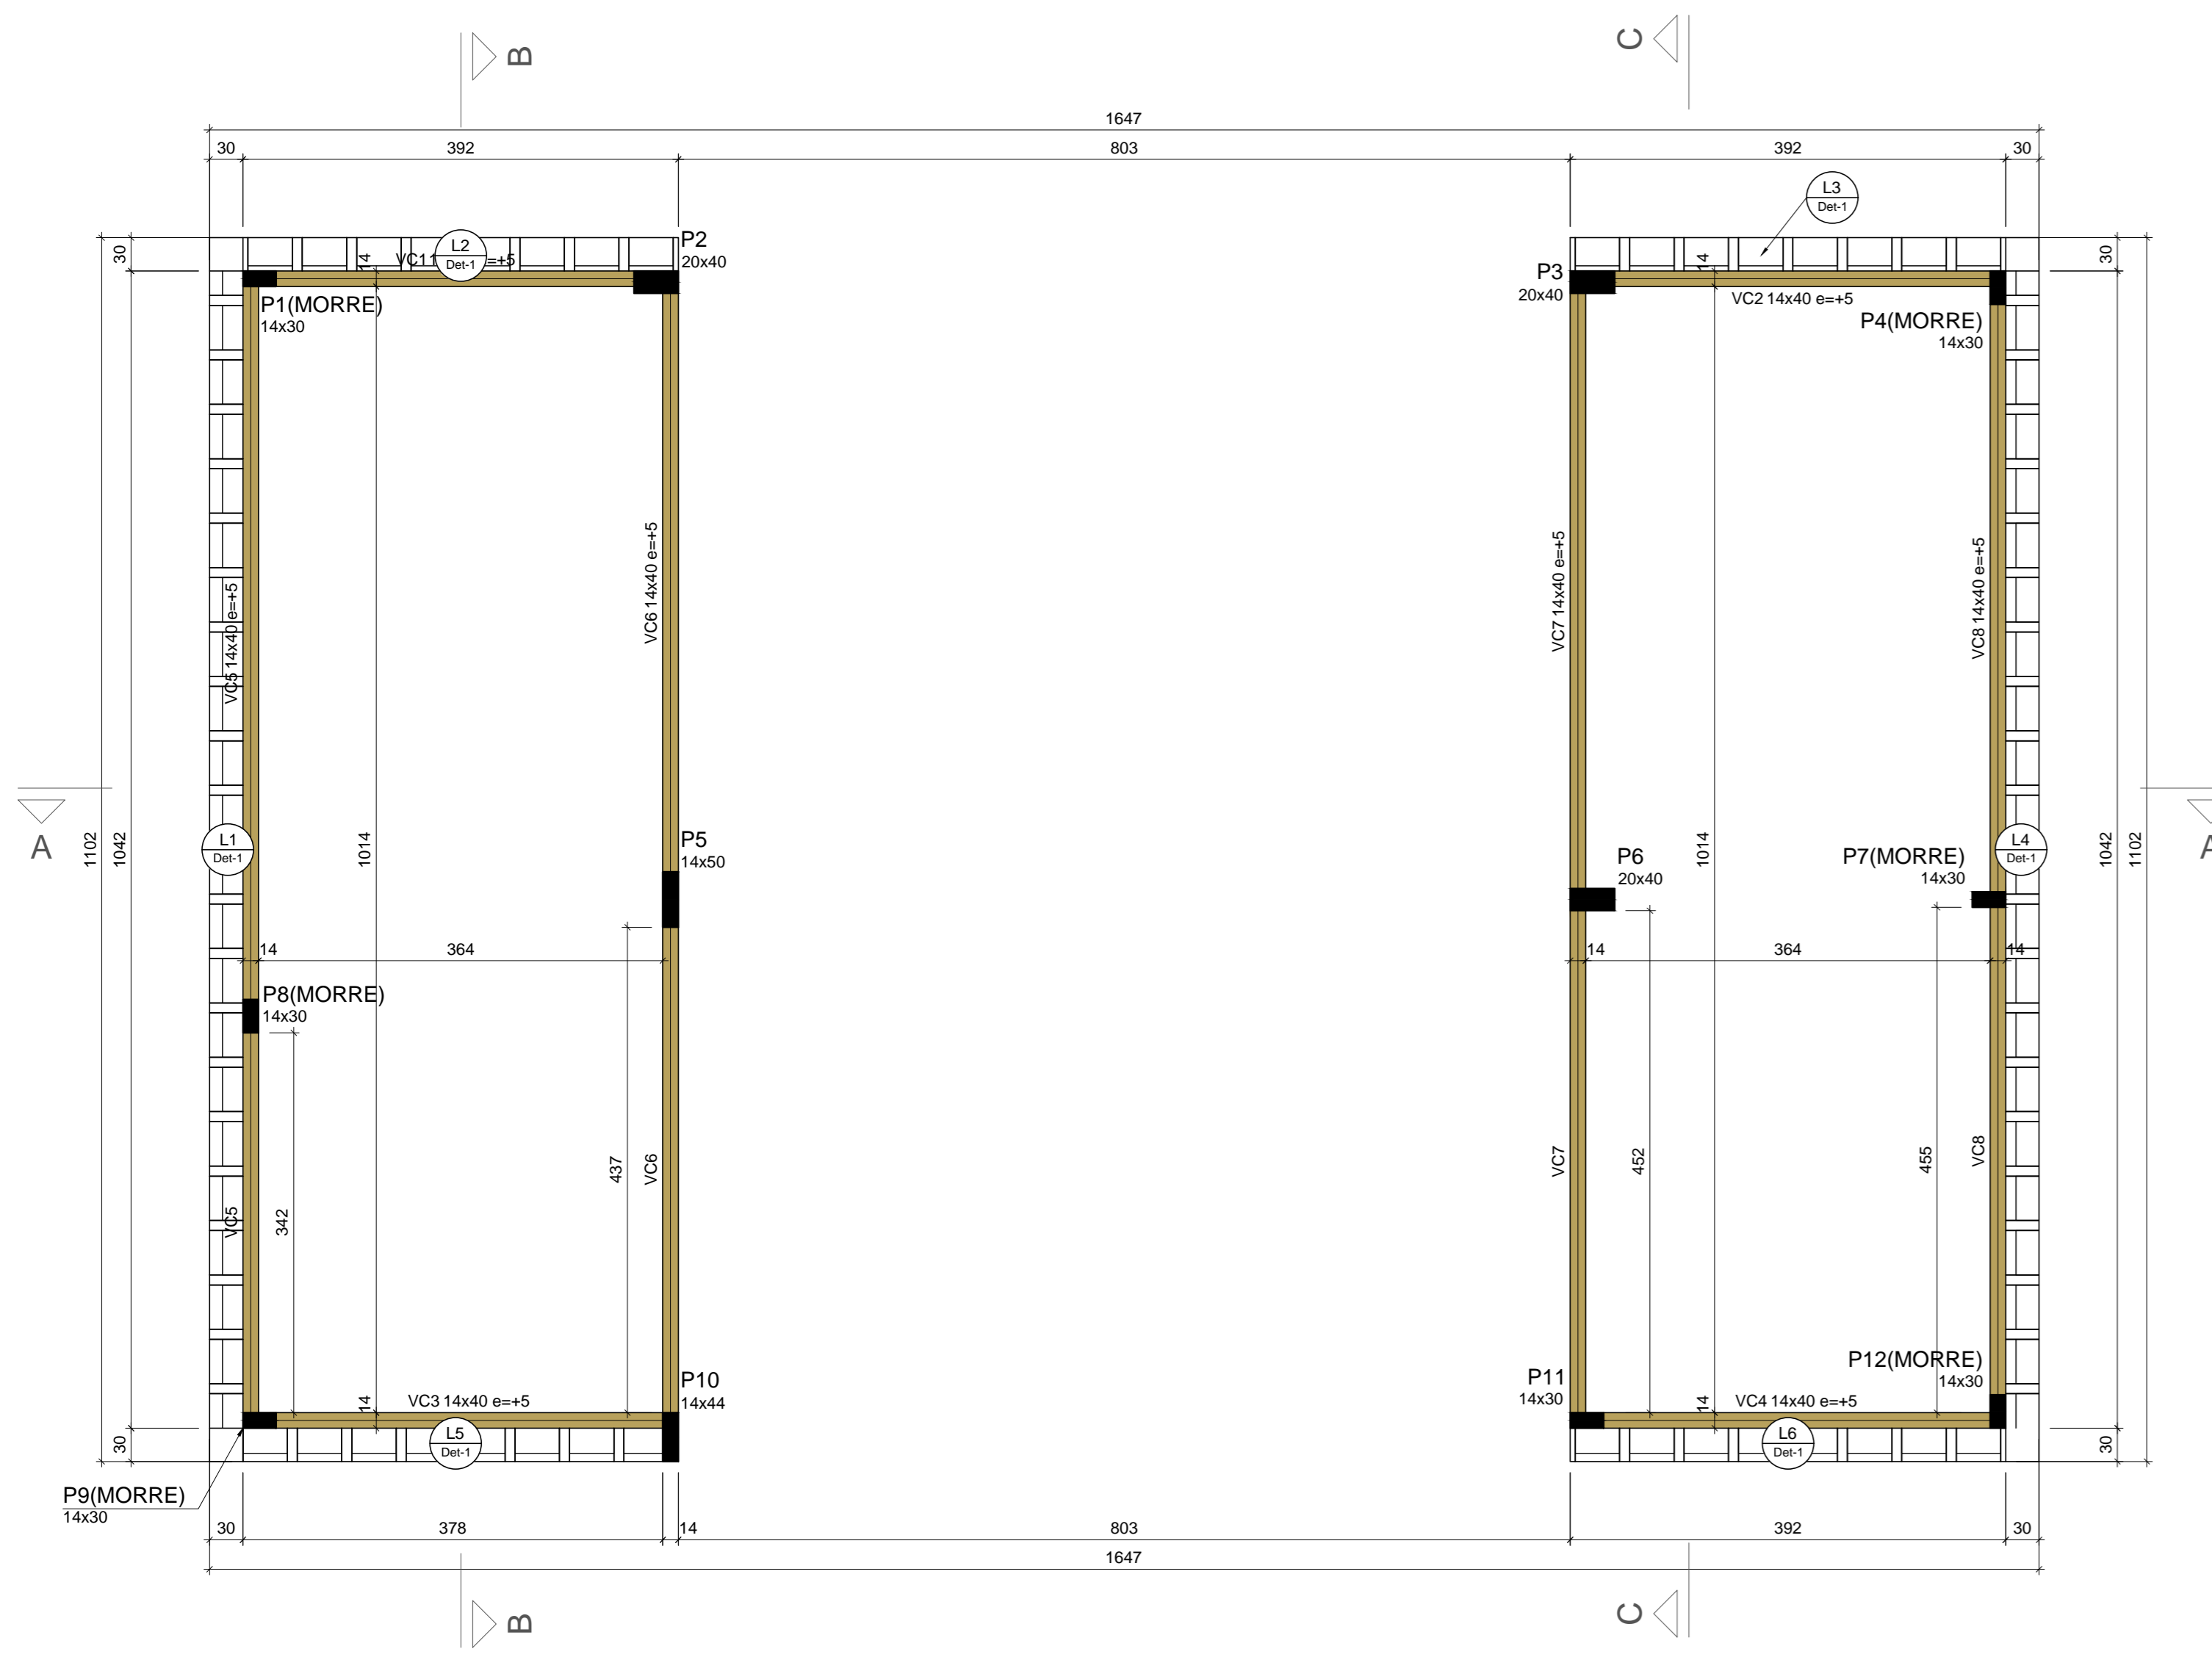 B
C
1647
30
392
803
392
30
L3
Det-1
30
14
L2
Det-1
e=+5
P2
20x40
14
30
P3
20x40
P1(MORRE)
14x30
VC2 14x40 e=+5
P4(MORRE)
14x30
VC5 14x40 e=+5
VC6 14x40 e=+5
VC7 14x40 e=+5
VC8 14x40 e=+5
A
A
1102
1042
L1
Det-1
1014
P5
14x50
P6
20x40
1014
P7(MORRE)
14x30
L4
Det-1
1042
1102
14
364
14
364
14
P8(MORRE)
14x30
VC5
342
437
VC6
VC7
452
455
VC8
14
VC3 14x40 e=+5
P10
14x44
P11
14x30
14
VC4 14x40 e=+5
P12(MORRE)
14x30
30
L5
Det-1
L6
Det-1
30
P9(MORRE)
14x30
30
378
14
803
392
30
1647
B
C